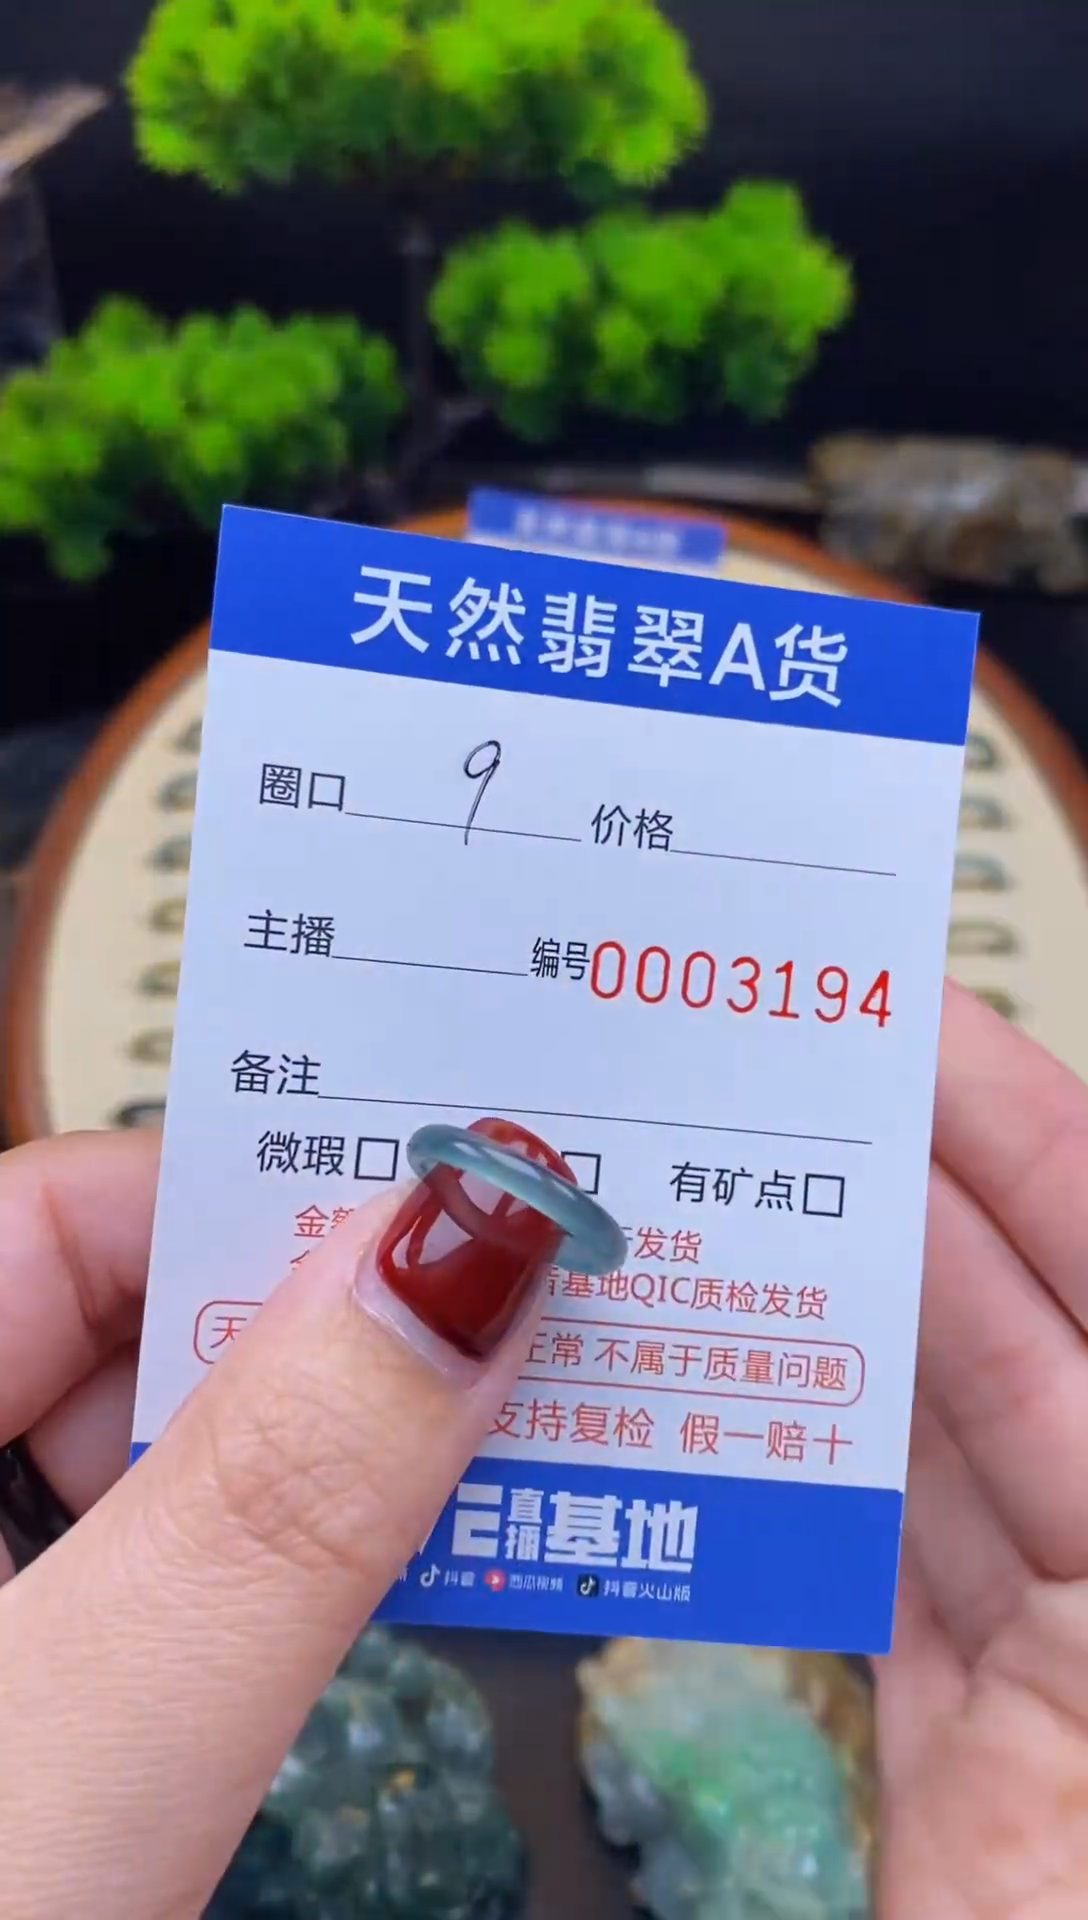 天然翡翠A货
圈口 9 价格
主播 编号0003194
备注
微瑕□ □ 有矿点□
金 发货
基地QIC质检发货
天 正常 不属于质量问题
支持复检 假一赔十
直播基地
抖音 西瓜视频 抖音火山版